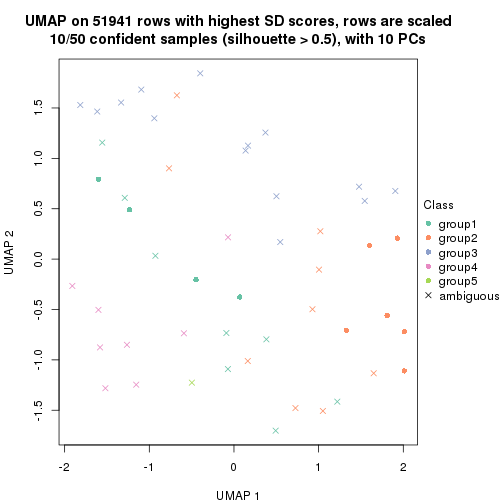 UMAP on 51941 rows with highest SD scores, rows are scaled
10/50 confident samples (silhouette > 0.5), with 10 PCs
1.5
1.0
0.5
0.0
-0.5
-1.0
-1.5
UMAP 2
-2
-1
0
1
2
UMAP 1
Class
group1
group2
group3
group4
group5
ambiguous